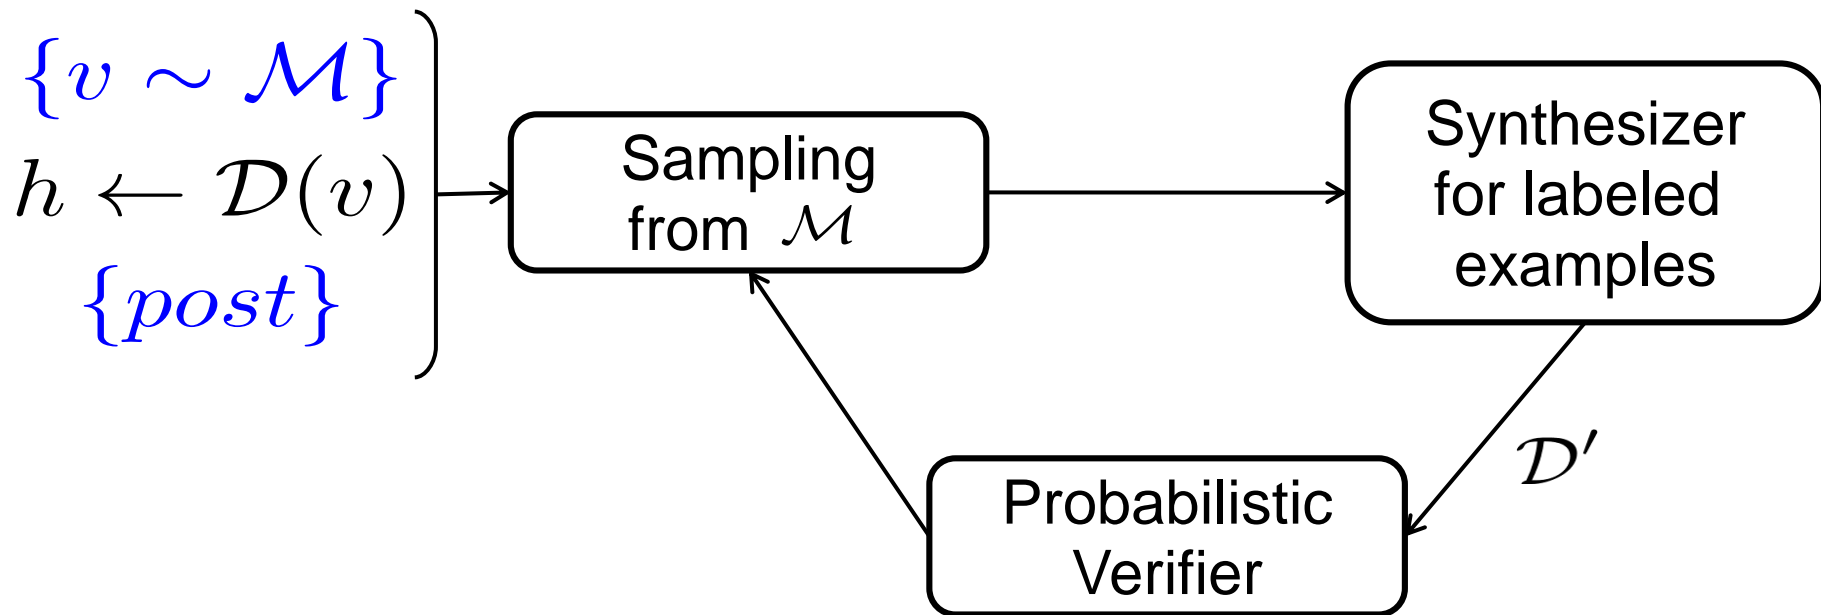 {v ∼ ℳ}
h ← 𝒟(v)
{post}
Sampling
from ℳ
Synthesizer
for labeled
examples
𝒟′
Probabilistic
Verifier